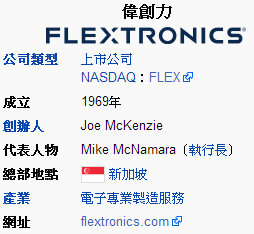 偉創力
FLEXTRONICS®
公司類型 上市公司
NASDAQ：FLEX
成立 1969年
創辦人 Joe McKenzie
代表人物 Mike McNamara（執行長）
總部地點 新加坡
產業 電子專業製造服務
網址 flextronics.com